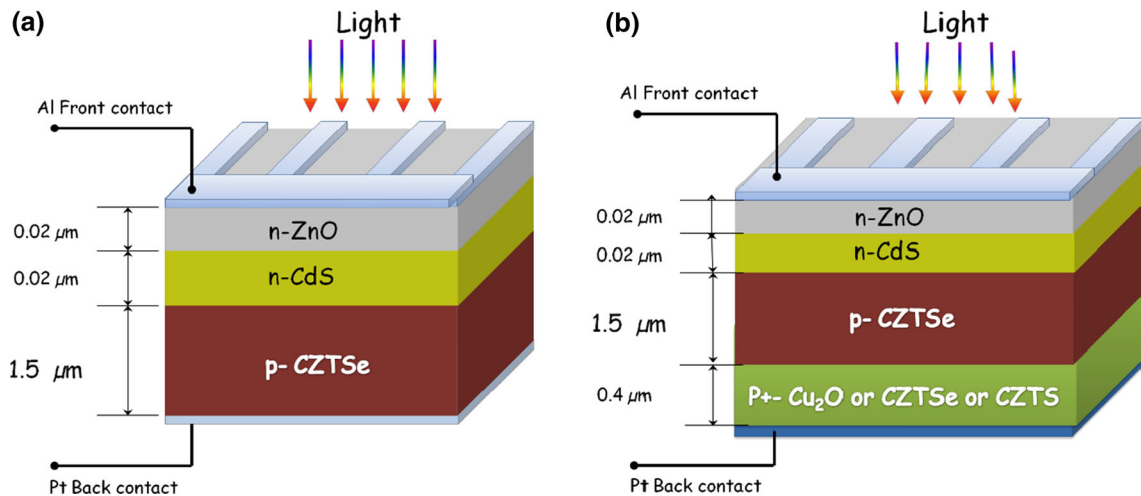 (a)
Light
Al Front contact
0.02 µm
n-ZnO
0.02 µm
n-CdS
1.5 µm
p- CZTSe
Pt Back contact
(b)
Light
Al Front contact
0.02 µm
n-ZnO
0.02 µm
n-CdS
1.5 µm
p- CZTSe
0.4 µm
P+- Cu₂O or CZTSe or CZTS
Pt Back contact